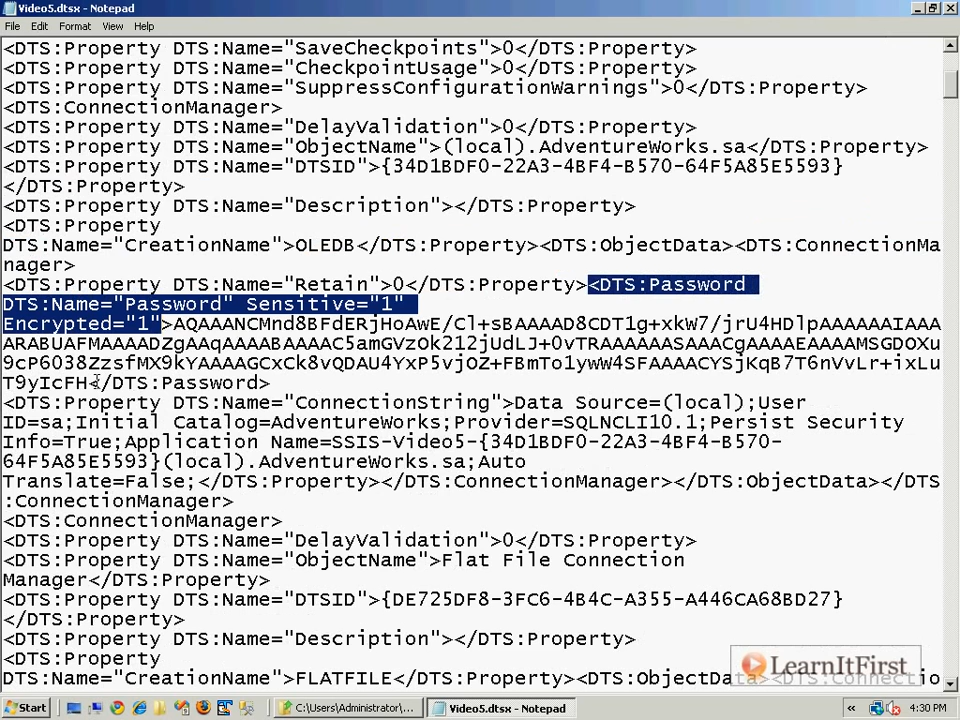 Video5.dtsx - Notepad
File Edit Format View Help
<DTS:Property DTS:Name="SaveCheckpoints">0</DTS:Property>
<DTS:Property DTS:Name="CheckpointUsage">0</DTS:Property>
<DTS:Property DTS:Name="SuppressConfigurationWarnings">0</DTS:Property>
<DTS:ConnectionManager>
<DTS:Property DTS:Name="DelayValidation">0</DTS:Property>
<DTS:Property DTS:Name="ObjectName">(local).AdventureWorks.sa</DTS:Property>
<DTS:Property DTS:Name="DTSID">{34D1BDF0-22A3-4BF4-B570-64F5A85E5593}
</DTS:Property>
<DTS:Property DTS:Name="Description"></DTS:Property>
<DTS:Property
DTS:Name="CreationName">OLEDB</DTS:Property><DTS:ObjectData><DTS:ConnectionMa
nager>
<DTS:Property DTS:Name="Retain">0</DTS:Property><DTS:Password
DTS:Name="Password" Sensitive="1"
Encrypted="1">AQAAANCMnd8BFdERjHoAwE/Cl+sBAAAAD8CDT1g+xkW7/jrU4HDlpAAAAAAIAAA
ARABUAFMAAAADZgAAqAAAABAAAAC5amGVzOk212jUdLJ+0vTRAAAAAASAAACgAAAAEAAAAMSGDOXu
9cP6038ZzsfMX9kYAAAAGCxCk8vQDAU4YxP5vjOZ+FBmTo1ywW4SFAAAACYSjKqB7T6nVvLr+ixLu
T9yIcFH</DTS:Password>
<DTS:Property DTS:Name="ConnectionString">Data Source=(local);User
ID=sa;Initial Catalog=AdventureWorks;Provider=SQLNCLI10.1;Persist Security
Info=True;Application Name=SSIS-Video5-{34D1BDF0-22A3-4BF4-B570-
64F5A85E5593}(local).AdventureWorks.sa;Auto
Translate=False;</DTS:Property></DTS:ConnectionManager></DTS:ObjectData></DTS
:ConnectionManager>
<DTS:ConnectionManager>
<DTS:Property DTS:Name="DelayValidation">0</DTS:Property>
<DTS:Property DTS:Name="ObjectName">Flat File Connection
Manager</DTS:Property>
<DTS:Property DTS:Name="DTSID">{DE725DF8-3FC6-4B4C-A355-A446CA68BD27}
</DTS:Property>
<DTS:Property DTS:Name="Description"></DTS:Property>
<DTS:Property
DTS:Name="CreationName">FLATFILE</DTS:Property><DTS:ObjectData><DTS:Connectio
LearnItFirst
Start C:\Users\Administrator\... Video5.dtsx - Notepad « 4:30 PM